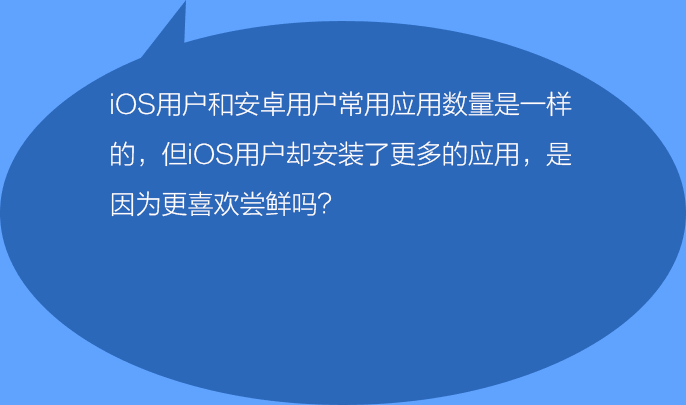 iOS用户和安卓用户常用应用数量是一样
的，但iOS用户却安装了更多的应用，是
因为更喜欢尝鲜吗？